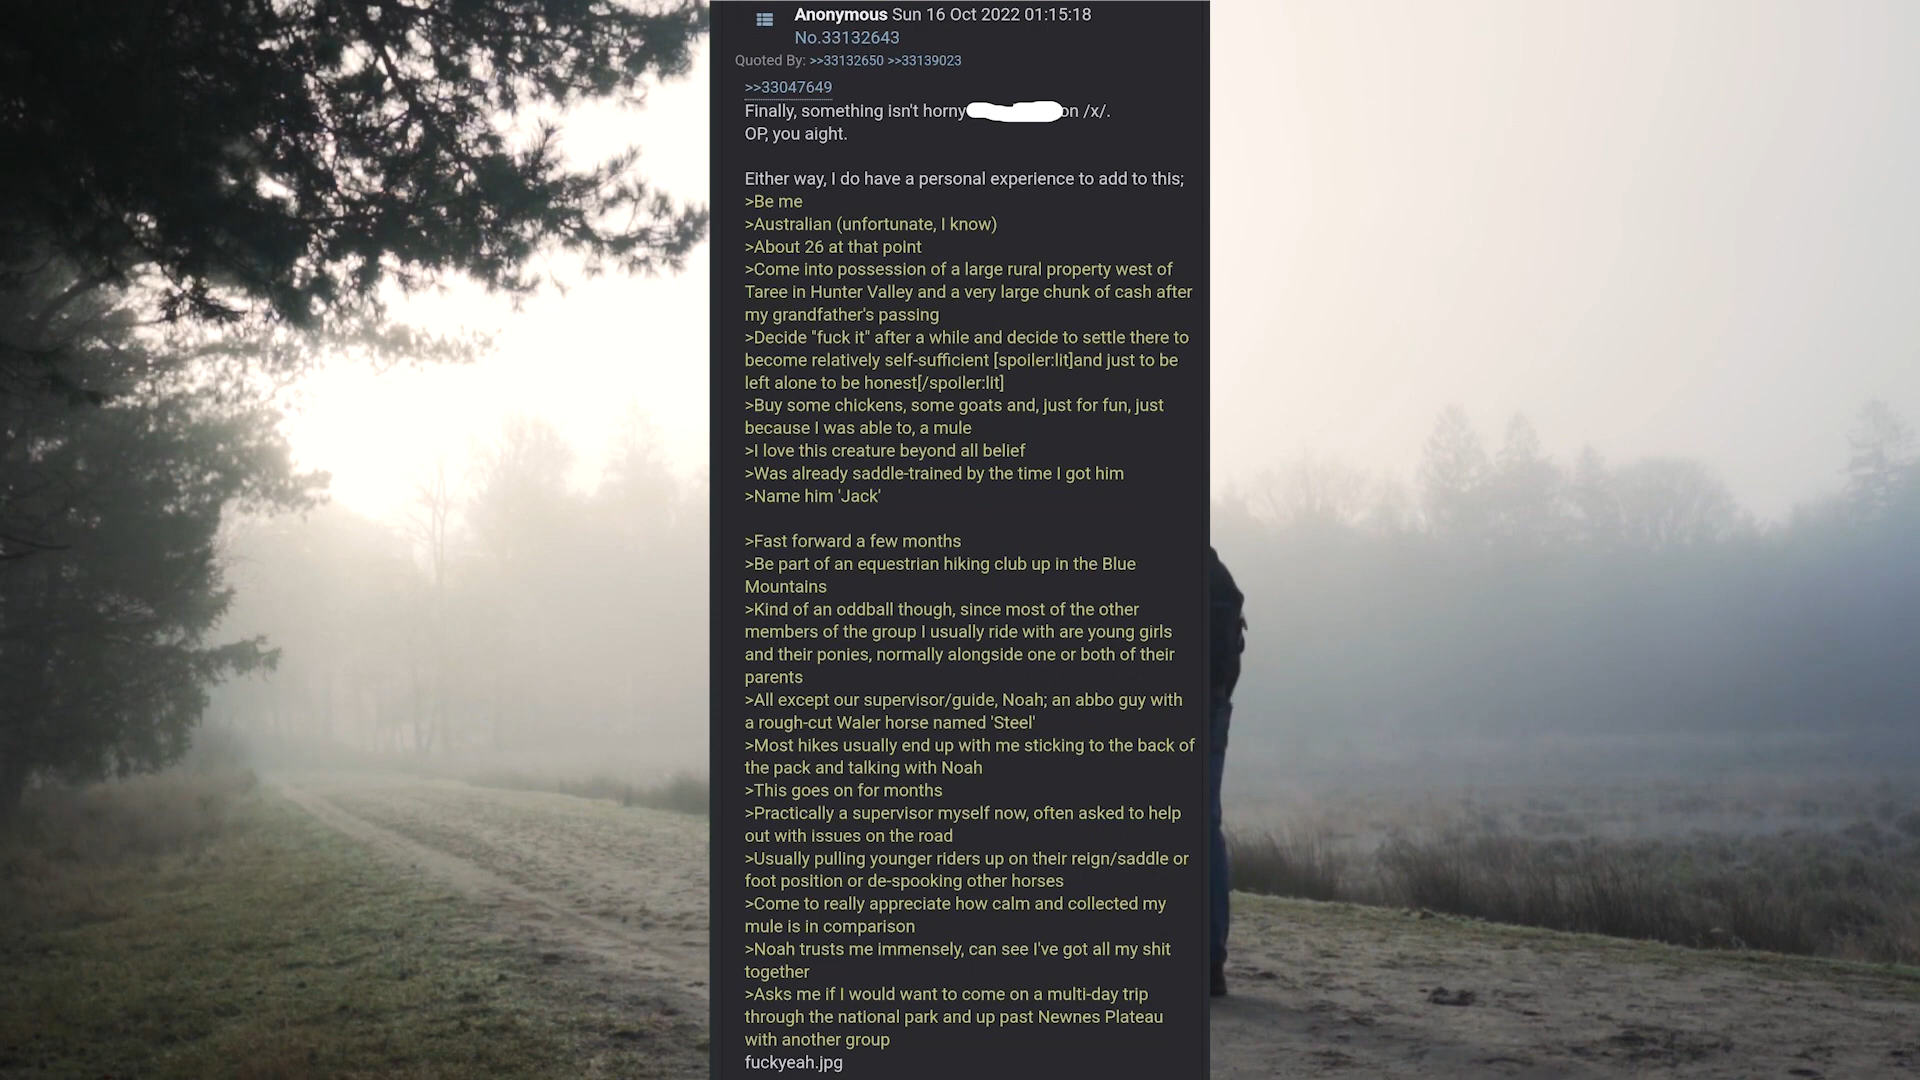 Anonymous Sun 16 Oct 2022 01:15:18
No.33132643
Quoted By: >>33132650 >>33139023
>>33047649
Finally, something isn't horny on /x/.
OP, you aight.
Either way, I do have a personal experience to add to this;
>Be me
>Australian (unfortunate, I know)
>About 26 at that point
>Come into possession of a large rural property west of
Taree in Hunter Valley and a very large chunk of cash after
my grandfather's passing
>Decide "fuck it" after a while and decide to settle there to
become relatively self-sufficient [spoiler:lit]and just to be
left alone to be honest[/spoiler:lit]
>Buy some chickens, some goats and, just for fun, just
because I was able to, a mule
>I love this creature beyond all belief
>Was already saddle-trained by the time I got him
>Name him 'Jack'
>Fast forward a few months
>Be part of an equestrian hiking club up in the Blue
Mountains
>Kind of an oddball though, since most of the other
members of the group I usually ride with are young girls
and their ponies, normally alongside one or both of their
parents
>All except our supervisor/guide, Noah; an abbo guy with
a rough-cut Waler horse named 'Steel'
>Most hikes usually end up with me sticking to the back of
the pack and talking with Noah
>This goes on for months
>Practically a supervisor myself now, often asked to help
out with issues on the road
>Usually pulling younger riders up on their reign/saddle or
foot position or de-spooking other horses
>Come to really appreciate how calm and collected my
mule is in comparison
>Noah trusts me immensely, can see I've got all my shit
together
>Asks me if I would want to come on a multi-day trip
through the national park and up past Newnes Plateau
with another group
fuckyeah.jpg